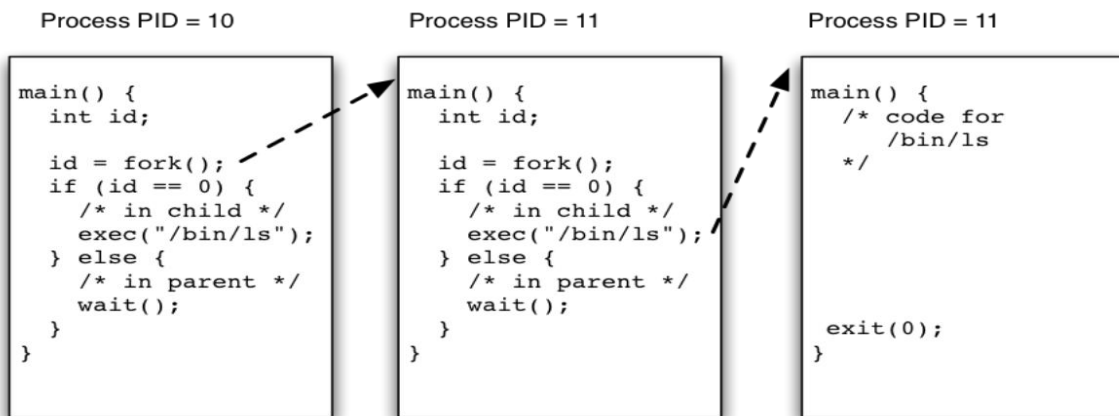 Process PID = 10
main() {
int id;
id = fork();
if (id == 0) {
/* in child */
exec("/bin/ls");
} else {
/* in parent */
wait();
}
}
Process PID = 11
main() {
int id;
id = fork();
if (id == 0) {
/* in child */
exec("/bin/ls");
} else {
/* in parent */
wait();
}
}
Process PID = 11
main() {
/* code for
/bin/ls
*/
exit(0);
}